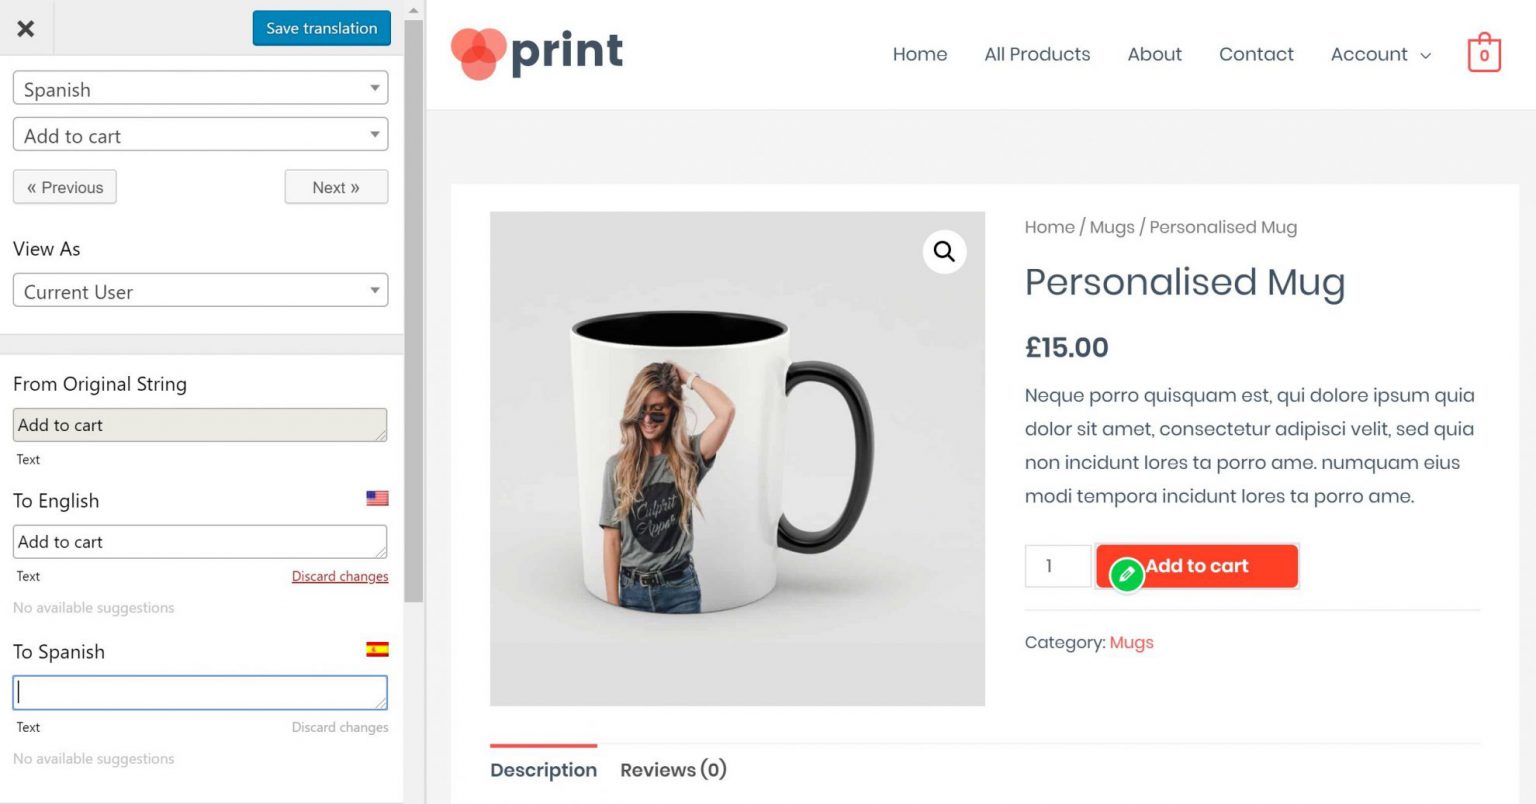 Save translation
Spanish
Add to cart
« Previous
Next »
View As
Current User
From Original String
Add to cart
Text
To English
Add to cart
Text
Discard changes
No available suggestions
To Spanish
Text
Discard changes
No available suggestions
print
Home
All Products
About
Contact
Account
0
Culprit
Appar
Home / Mugs / Personalised Mug
Personalised Mug
£15.00
Neque porro quisquam est, qui dolore ipsum quia
dolor sit amet, consectetur adipisci velit, sed quia
non incidunt lores ta porro ame. numquam eius
modi tempora incidunt lores ta porro ame.
1
Add to cart
Category: Mugs
Description
Reviews (0)